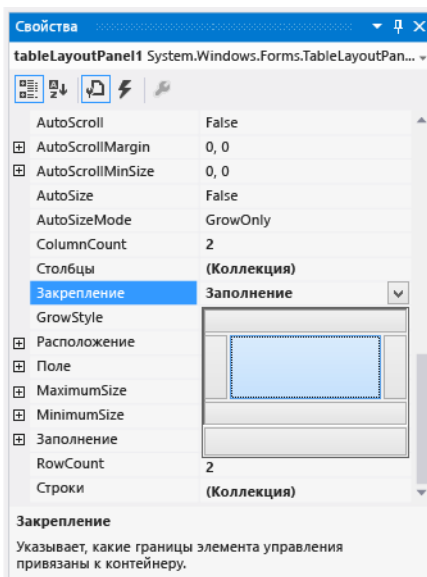 Свойства
tableLayoutPanel1 System.Windows.Forms.TableLayoutPan...
AutoScroll False
AutoScrollMargin 0, 0
AutoScrollMinSize 0, 0
AutoSize False
AutoSizeMode GrowOnly
ColumnCount 2
Столбцы (Коллекция)
Закрепление Заполнение
GrowStyle
Расположение
Поле
MaximumSize
MinimumSize
Заполнение
RowCount 2
Строки (Коллекция)
Закрепление
Указывает, какие границы элемента управления
привязаны к контейнеру.